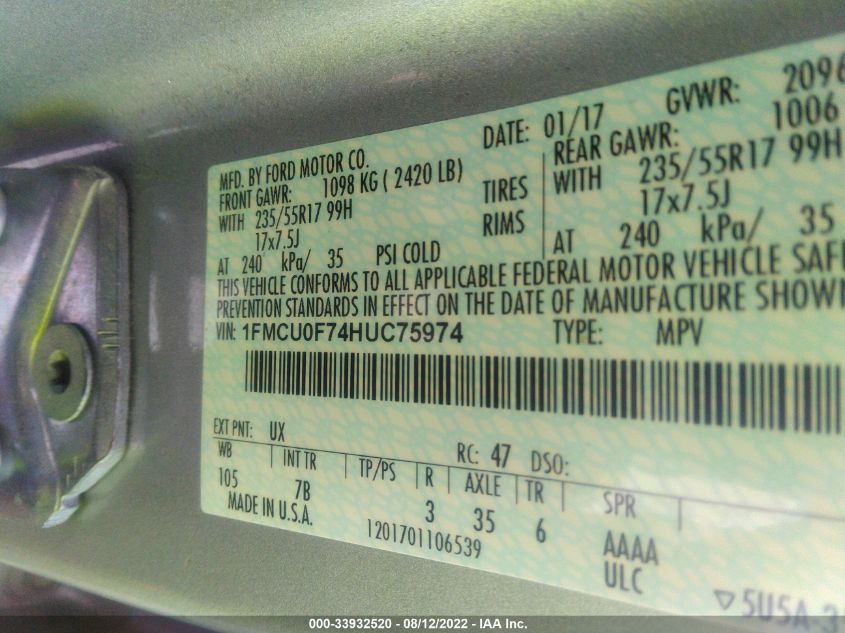 MFD. BY FORD MOTOR CO. DATE: 01/17 GVWR: 2096
FRONT GAWR: 1098 KG ( 2420 LB) REAR GAWR: 1006
WITH 235/55R17 99H TIRES WITH 235/55R17 99H
17x7.5J RIMS 17x7.5J
AT 240 kPa/ 35 PSI COLD AT 240 kPa/ 35
THIS VEHICLE CONFORMS TO ALL APPLICABLE FEDERAL MOTOR VEHICLE SAF
PREVENTION STANDARDS IN EFFECT ON THE DATE OF MANUFACTURE SHOWN
VIN: 1FMCU0F74HUC75974 TYPE: MPV
EXT PNT: UX RC: 47 DSO:
WB INT TR TP/PS R AXLE TR SPR
105 7B 3 35 6 AAAA
MADE IN U.S.A. 1201701106539 ULC
▽5U5A-3
000-33932520 - 08/12/2022 - IAA Inc.